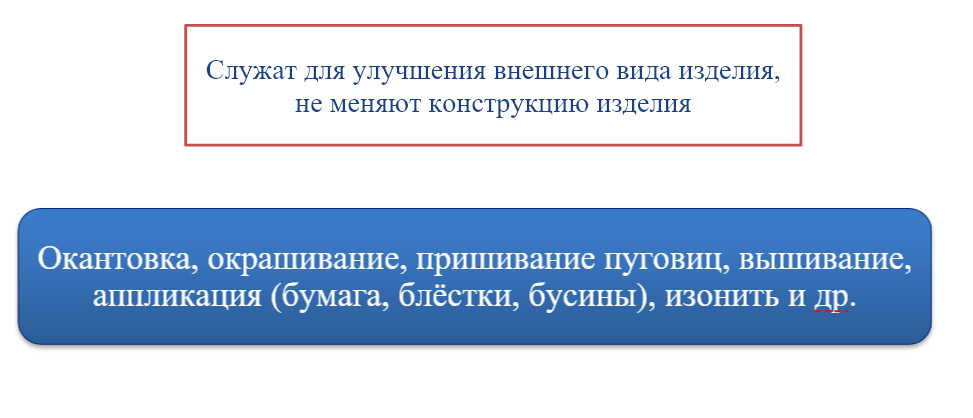 Служат для улучшения внешнего вида изделия,
не меняют конструкцию изделия
Окантовка, окрашивание, пришивание пуговиц, вышивание,
аппликация (бумага, блёстки, бусины), изонить и др.